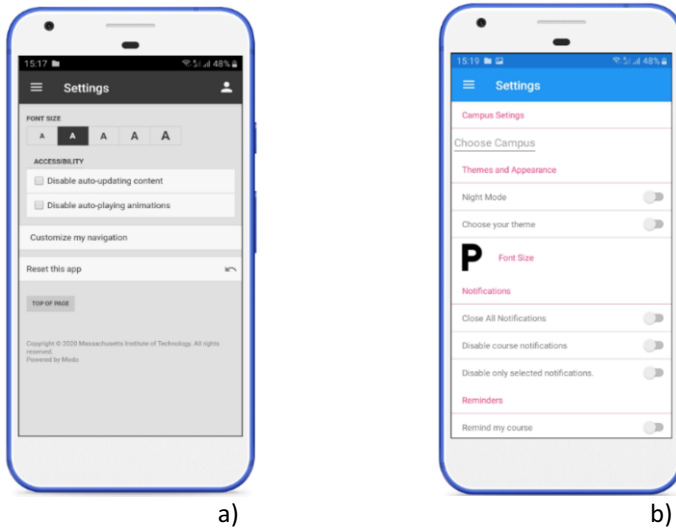 15:17 48%
Settings
FONT SIZE
A A A A A
ACCESSIBILITY
Disable auto-updating content
Disable auto-playing animations
Customize my navigation
Reset this app
TOP OF PAGE
Copyright © 2020 Massachusetts Institute of Technology. All rights
reserved.
Powered by Modo
a)
15:19 48%
Settings
Campus Setings
Choose Campus
Themes and Appearance
Night Mode
Choose your theme
P Font Size
Notifications
Close All Notifications
Disable course notifications
Disable only selected notifications.
Reminders
Remind my course
b)